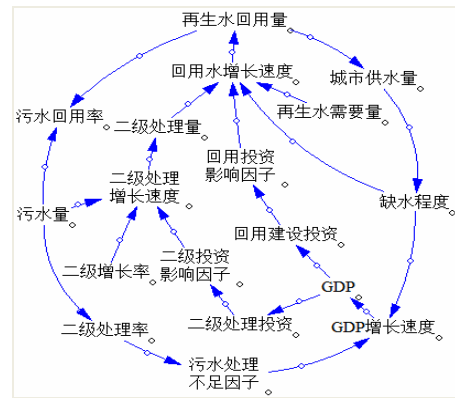 再生水回用量
回用水增长速度
城市供水量
污水回用率
二级处理量
再生水需要量
回用投资
影响因子
二级处理
增长速度
缺水程度
污水量
回用建设投资
二级投资
影响因子
二级增长率
GDP
二级处理率
二级处理投资
GDP增长速度
污水处理
不足因子